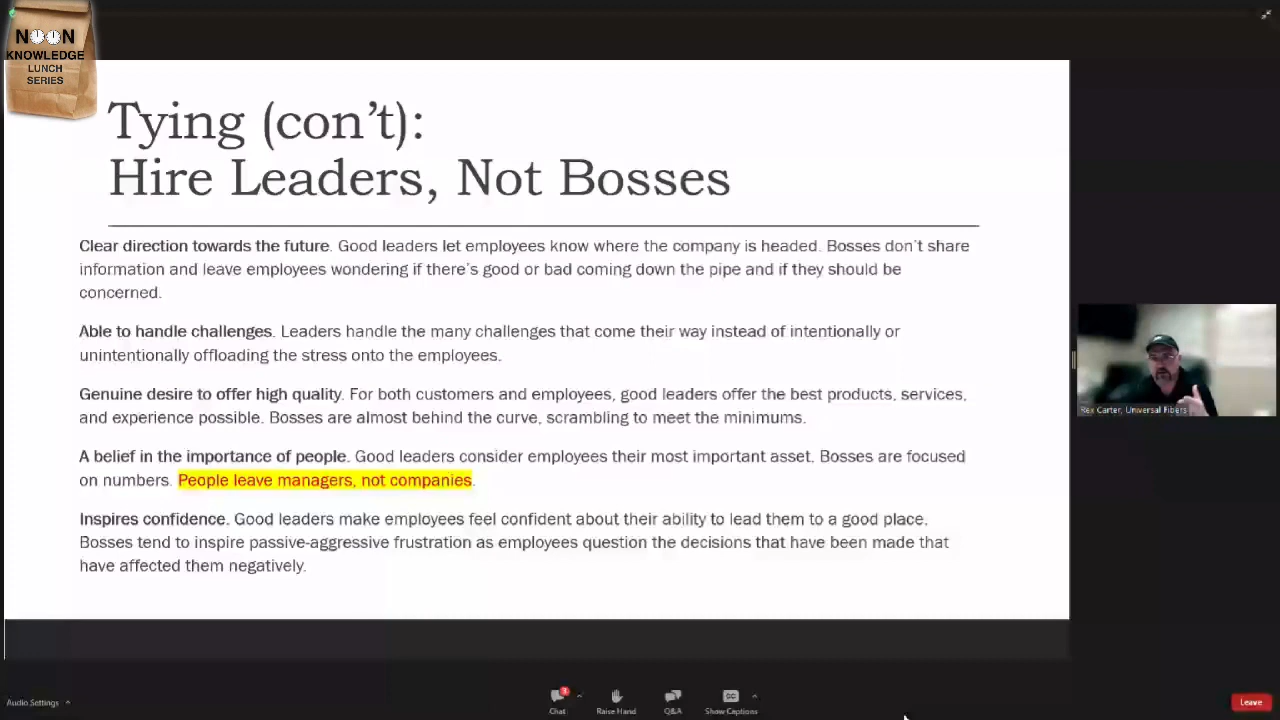 NOON
KNOWLEDGE
LUNCH
SERIES
Tying (con't):
Hire Leaders, Not Bosses
Clear direction towards the future. Good leaders let employees know where the company is headed. Bosses don't share
information and leave employees wondering if there's good or bad coming down the pipe and if they should be
concerned.
Able to handle challenges. Leaders handle the many challenges that come their way instead of intentionally or
unintentionally offloading the stress onto the employees.
Genuine desire to offer high quality. For both customers and employees, good leaders offer the best products, services,
and experience possible. Bosses are almost behind the curve, scrambling to meet the minimums.
A belief in the importance of people. Good leaders consider employees their most important asset. Bosses are focused
on numbers. People leave managers, not companies.
Inspires confidence. Good leaders make employees feel confident about their ability to lead them to a good place.
Bosses tend to inspire passive-aggressive frustration as employees question the decisions that have been made that
have affected them negatively.
Rex Carter, Universal Fibers
Audio Settings
Chat
Raise Hand
Q&A
Show Captions
Leave